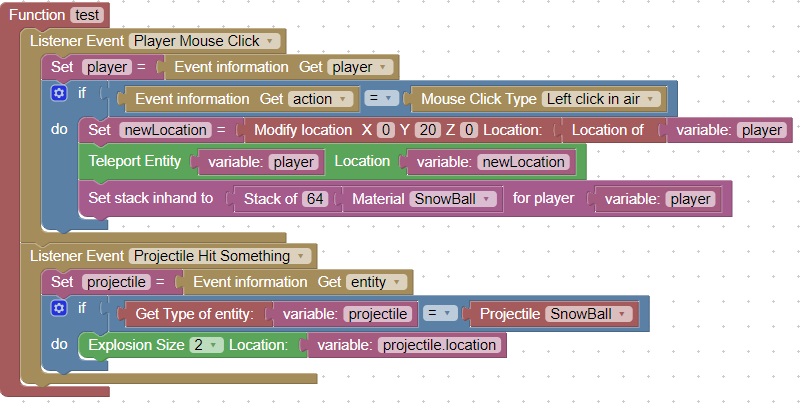 Function test
Listener Event Player Mouse Click
Set player = Event information Get player
if Event information Get action = Mouse Click Type Left click in air
do Set newLocation = Modify location X 0 Y 20 Z 0 Location: Location of variable: player
Teleport Entity variable: player Location variable: newLocation
Set stack inhand to Stack of 64 Material SnowBall for player variable: player
Listener Event Projectile Hit Something
Set projectile = Event information Get entity
if Get Type of entity: variable: projectile = Projectile SnowBall
do Explosion Size 2 Location: variable: projectile.location